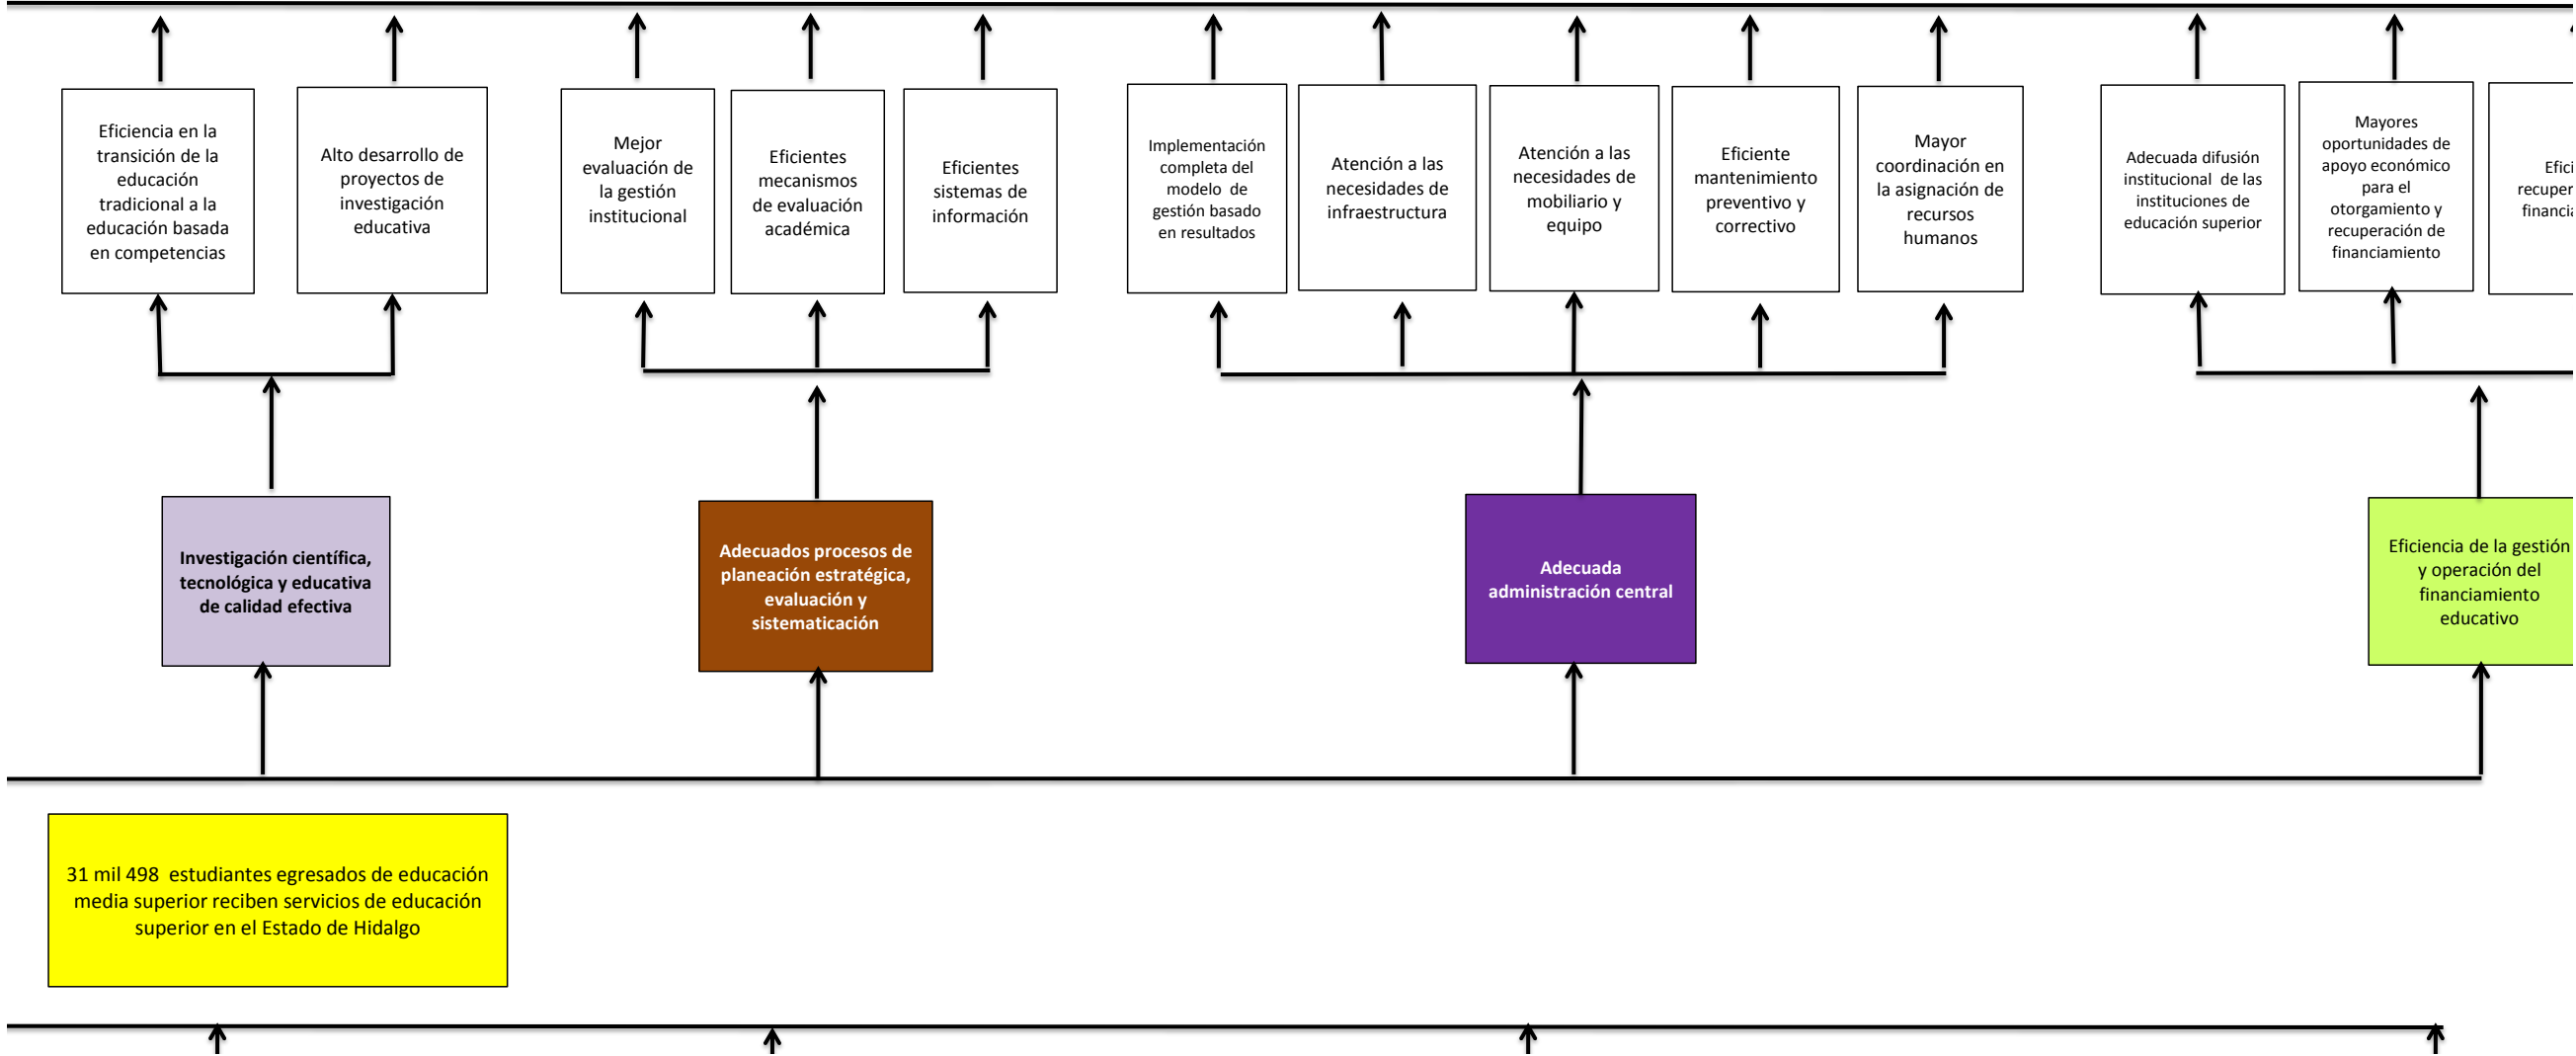 Eficiencia en la
transición de la
educación
tradicional a la
educación basada
en competencias
Alto desarrollo de
proyectos de
investigación
educativa
Mejor
evaluación de
la gestión
institucional
Eficientes
mecanismos
de evaluación
académica
Eficientes
sistemas de
información
Implementación
completa del
modelo de
gestión basado
en resultados
Atención a las
necesidades de
infraestructura
Atención a las
necesidades de
mobiliario y
equipo
Eficiente
mantenimiento
preventivo y
correctivo
Mayor
coordinación en
la asignación de
recursos
humanos
Adecuada difusión
institucional de las
instituciones de
educación superior
Mayores
oportunidades de
apoyo económico
para el
otorgamiento y
recuperación de
financiamiento
Investigación científica,
tecnológica y educativa
de calidad efectiva
Adecuados procesos de
planeación estratégica,
evaluación y
sistematicación
Adecuada
administración central
Eficiencia de la gestión
y operación del
financiamiento
educativo
31 mil 498 estudiantes egresados de educación
media superior reciben servicios de educación
superior en el Estado de Hidalgo